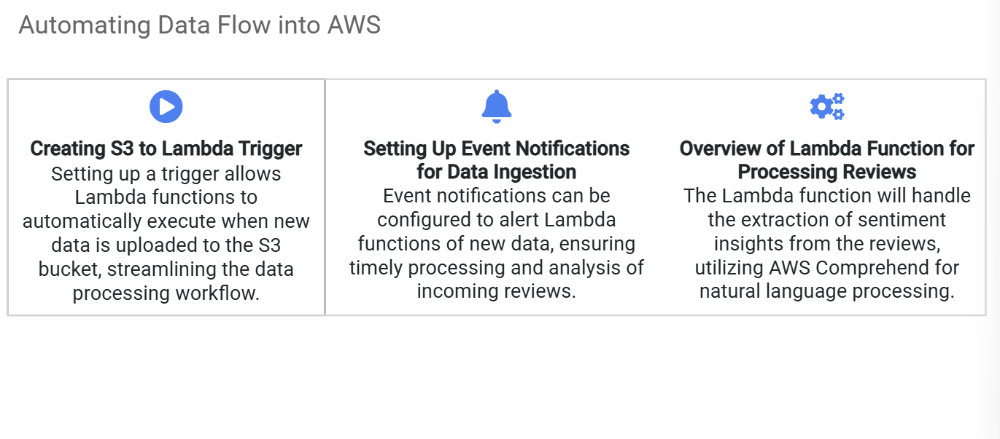 Automating Data Flow into AWS
Creating S3 to Lambda Trigger
Setting up a trigger allows
Lambda functions to
automatically execute when new
data is uploaded to the S3
bucket, streamlining the data
processing workflow.
Setting Up Event Notifications
for Data Ingestion
Event notifications can be
configured to alert Lambda
functions of new data, ensuring
timely processing and analysis of
incoming reviews.
Overview of Lambda Function for
Processing Reviews
The Lambda function will handle
the extraction of sentiment
insights from the reviews,
utilizing AWS Comprehend for
natural language processing.